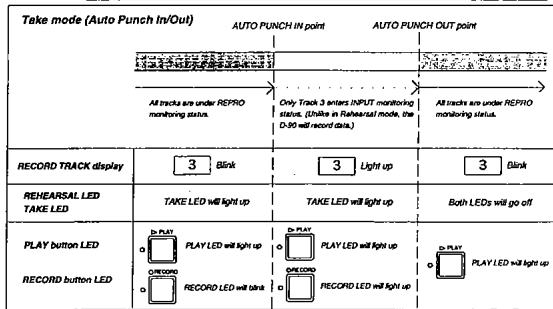 Take mode (Auto Punch In/Out)
AUTO PUNCH IN point
AUTO PUNCH OUT point
All tracks are under REPRO
monitoring status.
Only Track 3 enters INPUT monitoring
status. (Unlike in Rehearsal mode, the
D-90 will record data.)
All tracks are under REPRO
monitoring status.
RECORD TRACK display
3 Blink
3 Light up
3 Blink
REHEARSAL LED
TAKE LED
TAKE LED will light up
TAKE LED will light up
Both LEDs will go off
PLAY button LED
▷ PLAY
PLAY LED will light up
▷ PLAY
PLAY LED will light up
▷ PLAY
PLAY LED will light up
RECORD button LED
○RECORD
RECORD LED will blink
○RECORD
RECORD LED will light up